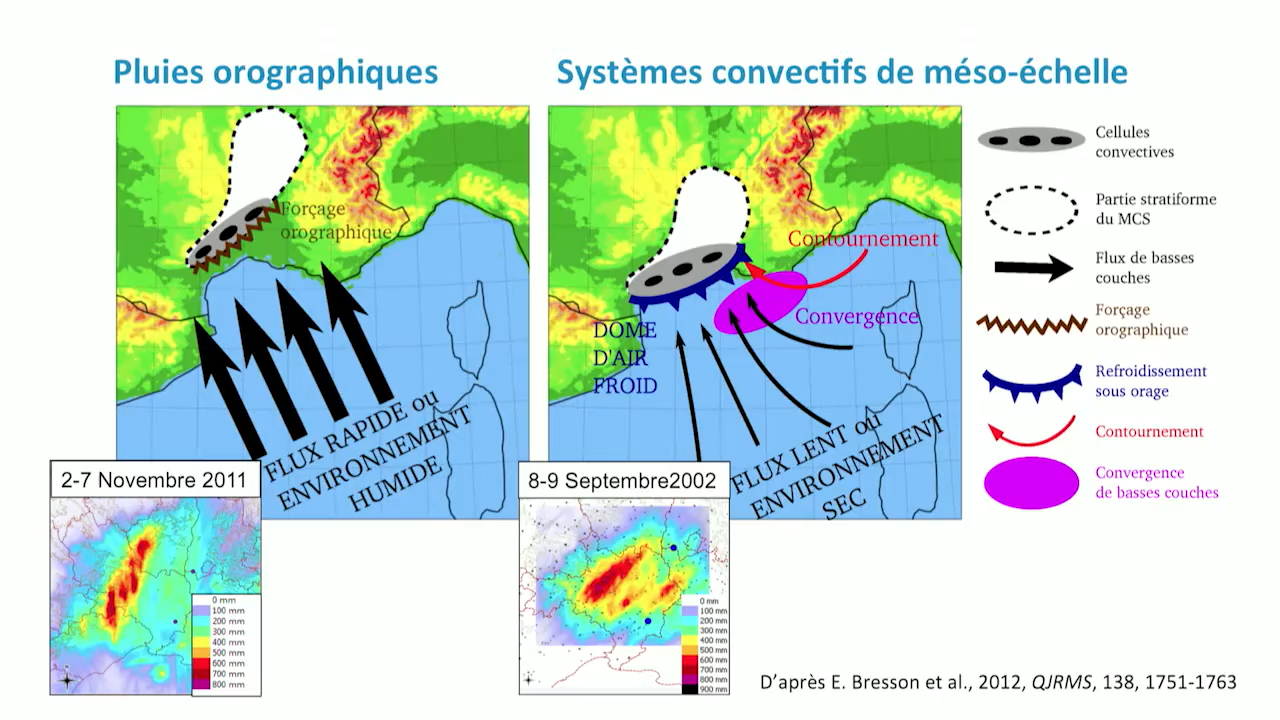 Pluies orographiques
Systèmes convectifs de méso-échelle
Forçage
orographique
FLUX RAPIDE ou
ENVIRONNEMENT
HUMIDE
Contournement
Convergence
DOME
D'AIR
FROID
FLUX LENT ou
ENVIRONNEMENT
SEC
Cellules
convectives
Partie stratiforme
du MCS
Flux de basses
couches
Forçage
orographique
Refroidissement
sous orage
Contournement
Convergence
de basses couches
2-7 Novembre 2011
0 mm
100 mm
200 mm
300 mm
400 mm
500 mm
600 mm
700 mm
800 mm
8-9 Septembre2002
0 mm
100 mm
200 mm
300 mm
400 mm
500 mm
600 mm
700 mm
800 mm
900 mm
D'après E. Bresson et al., 2012, QJRMS, 138, 1751-1763